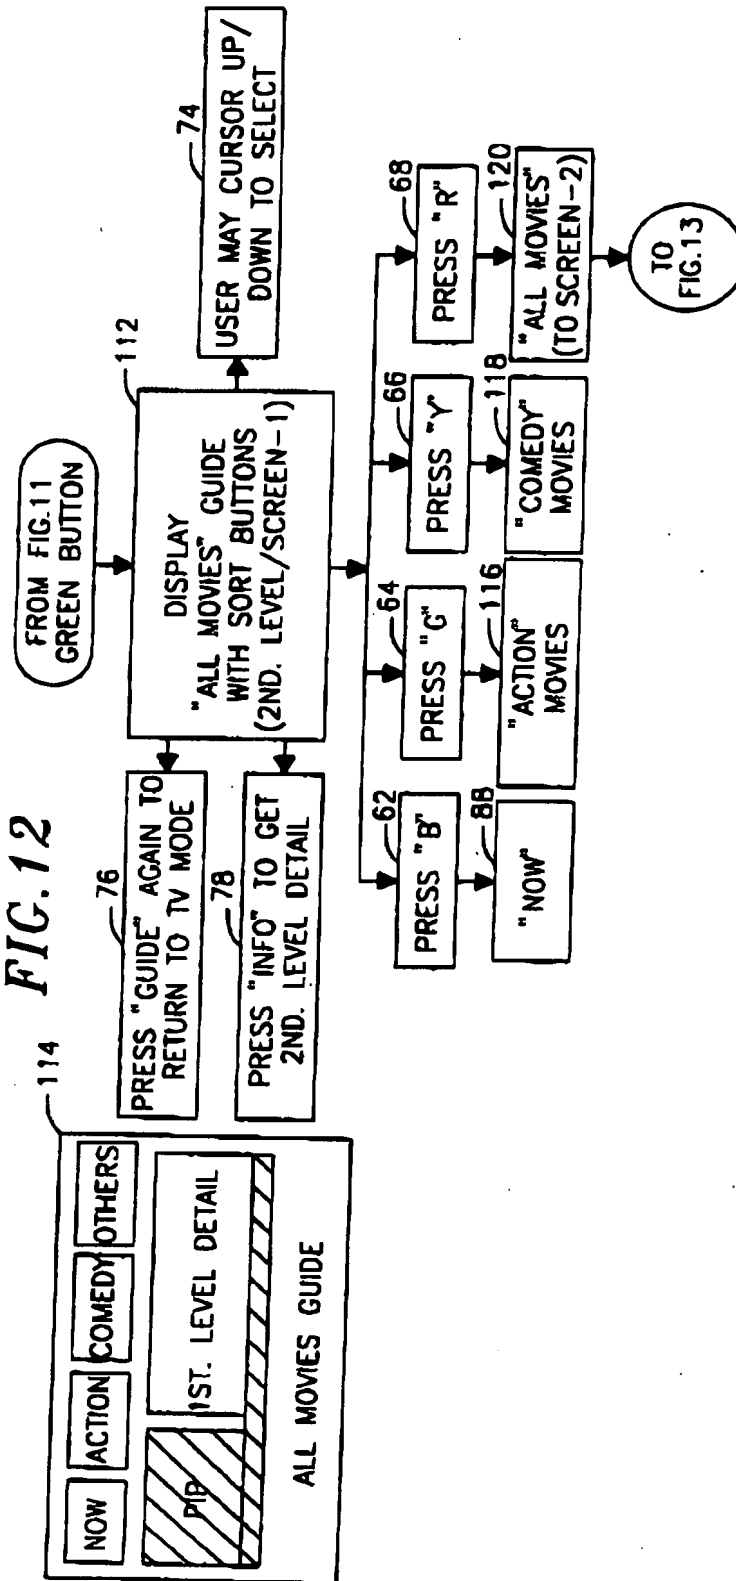 FIG.12
114
NOW
ACTION
COMEDY
OTHERS
PIP
1ST. LEVEL DETAIL
ALL MOVIES GUIDE
FROM FIG.11
GREEN BUTTON
112
DISPLAY
"ALL MOVIES" GUIDE
WITH SORT BUTTONS
(2ND. LEVEL/SCREEN-1)
76
PRESS "GUIDE" AGAIN TO
RETURN TO TV MODE
78
PRESS "INFO" TO GET
2ND. LEVEL DETAIL
74
USER MAY CURSOR UP/
DOWN TO SELECT
62
PRESS "B"
88
"NOW"
64
PRESS "G"
116
"ACTION"
MOVIES
66
PRESS "Y"
118
"COMEDY"
MOVIES
68
PRESS "R"
120
"ALL MOVIES"
(TO SCREEN-2)
TO
FIG.13